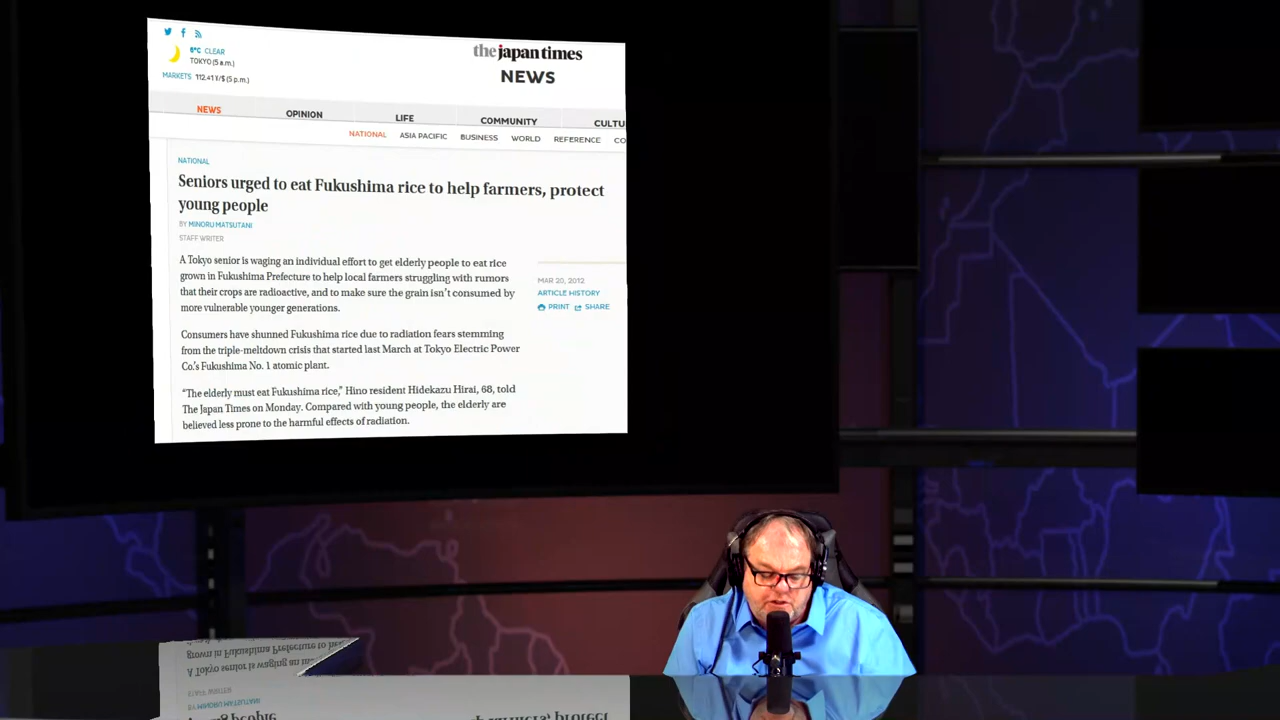 6°C CLEAR
TOKYO (5 a.m.)
MARKETS 112.41 ¥/$ (5 p.m.)
the japan times
NEWS
NEWS OPINION LIFE COMMUNITY CULTU
NATIONAL ASIA PACIFIC BUSINESS WORLD REFERENCE CO
NATIONAL
Seniors urged to eat Fukushima rice to help farmers, protect
young people
BY MINORU MATSUTANI
STAFF WRITER
A Tokyo senior is waging an individual effort to get elderly people to eat rice
grown in Fukushima Prefecture to help local farmers struggling with rumors
that their crops are radioactive, and to make sure the grain isn't consumed by
more vulnerable younger generations.
MAR 20, 2012
ARTICLE HISTORY
PRINT SHARE
Consumers have shunned Fukushima rice due to radiation fears stemming
from the triple-meltdown crisis that started last March at Tokyo Electric Power
Co.'s Fukushima No. 1 atomic plant.
"The elderly must eat Fukushima rice," Hino resident Hidekazu Hirai, 68, told
The Japan Times on Monday. Compared with young people, the elderly are
believed less prone to the harmful effects of radiation.